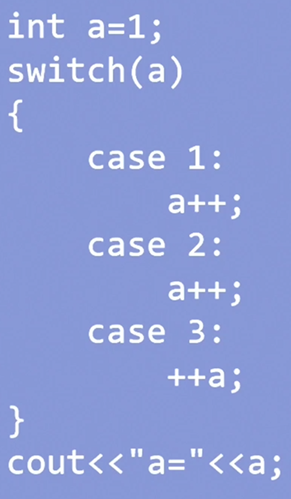 int a=1;
switch(a)
{
case 1:
a++;
case 2:
a++;
case 3:
++a;
}
cout<<"a="<<a;